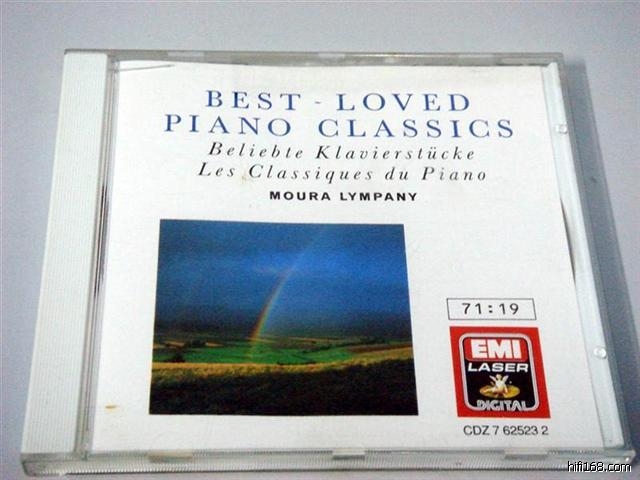 BEST - LOVED
PIANO CLASSICS
Beliebte Klavierstücke
Les Classiques du Piano
MOURA LYMPANY
71:19
EMI
LASER
DIGITAL
CDZ 7 62523 2
hifi168.com